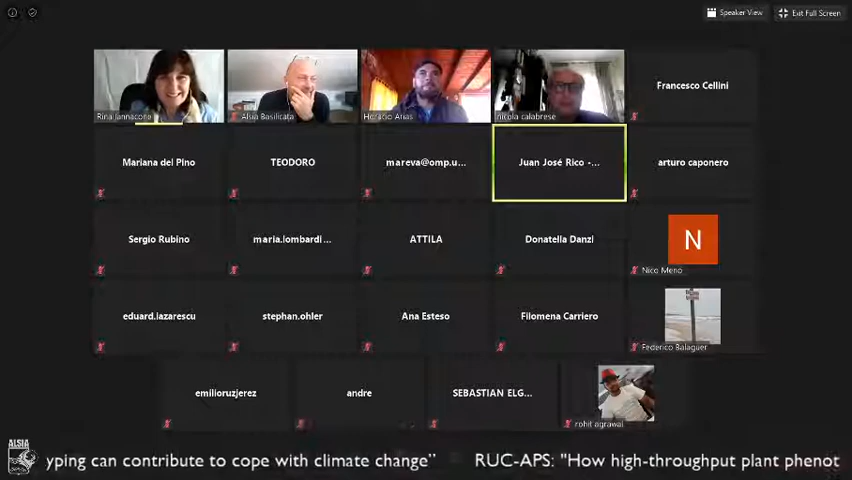 Speaker View
Exit Full Screen
Rina Iannacone
Alsia Basilicata
Horacio Arias
nicola calabrese
Francesco Cellini
Mariana del Pino
TEODORO
mareva@omp.u...
Juan José Rico -...
arturo caponero
Sergio Rubino
maria.lombardi...
ATTILA
Donatella Danzi
N
Nico Meno
eduard.lazarescu
stephan.ohler
Ana Esteso
Filomena Carriero
Federico Balaguer
emilioruzjerez
andre
SEBASTIAN ELG...
rohit agrawal
ALSIA
yping can contribute to cope with climate change” RUC-APS: "How high-throughput plant phenot